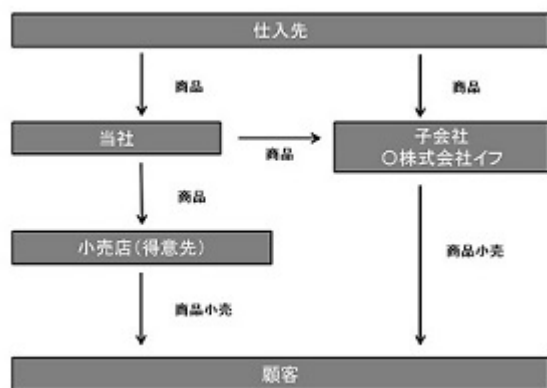 仕入先
商品
商品
当社
商品
子会社
○株式会社イフ
商品
小売店(得意先)
商品小売
商品小売
顧客